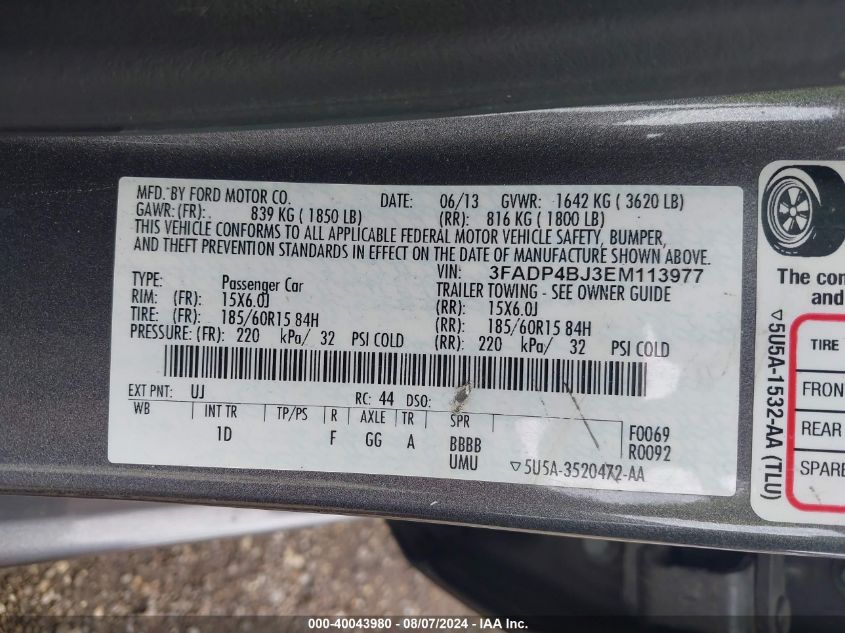 MFD. BY FORD MOTOR CO. DATE: 06/13 GVWR: 1642 KG ( 3620 LB)
GAWR: (FR): 839 KG ( 1850 LB) (RR): 816 KG ( 1800 LB)
THIS VEHICLE CONFORMS TO ALL APPLICABLE FEDERAL MOTOR VEHICLE SAFETY, BUMPER,
AND THEFT PREVENTION STANDARDS IN EFFECT ON THE DATE OF MANUFACTURE SHOWN ABOVE.
VIN: 3FADP4BJ3EM113977
TYPE: Passenger Car TRAILER TOWING - SEE OWNER GUIDE
RIM: (FR): 15X6.0J (RR): 15X6.0J
TIRE: (FR): 185/60R15 84H (RR): 185/60R15 84H
PRESSURE: (FR): 220 kPa/ 32 PSI COLD (RR): 220 kPa/ 32 PSI COLD
EXT PNT: UJ RC: 44 DSO:
WB INT TR TP/PS R AXLE TR SPR
1D F GG A BBBB F0069
UMU R0092
▽5U5A-3520472-AA
The com
and
TIRE
FRON
REAR
SPARE
▽5U5A-1532-AA (TLU)
000-40043980 - 08/07/2024 - IAAI.COM